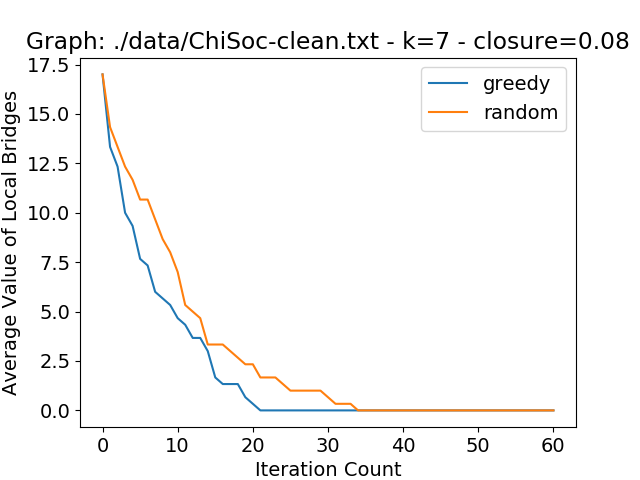 Graph: ./data/ChiSoc-clean.txt - k=7 - closure=0.08
17.5
15.0
12.5
10.0
7.5
5.0
2.5
0.0
Average Value of Local Bridges
greedy
random
0 10 20 30 40 50 60
Iteration Count